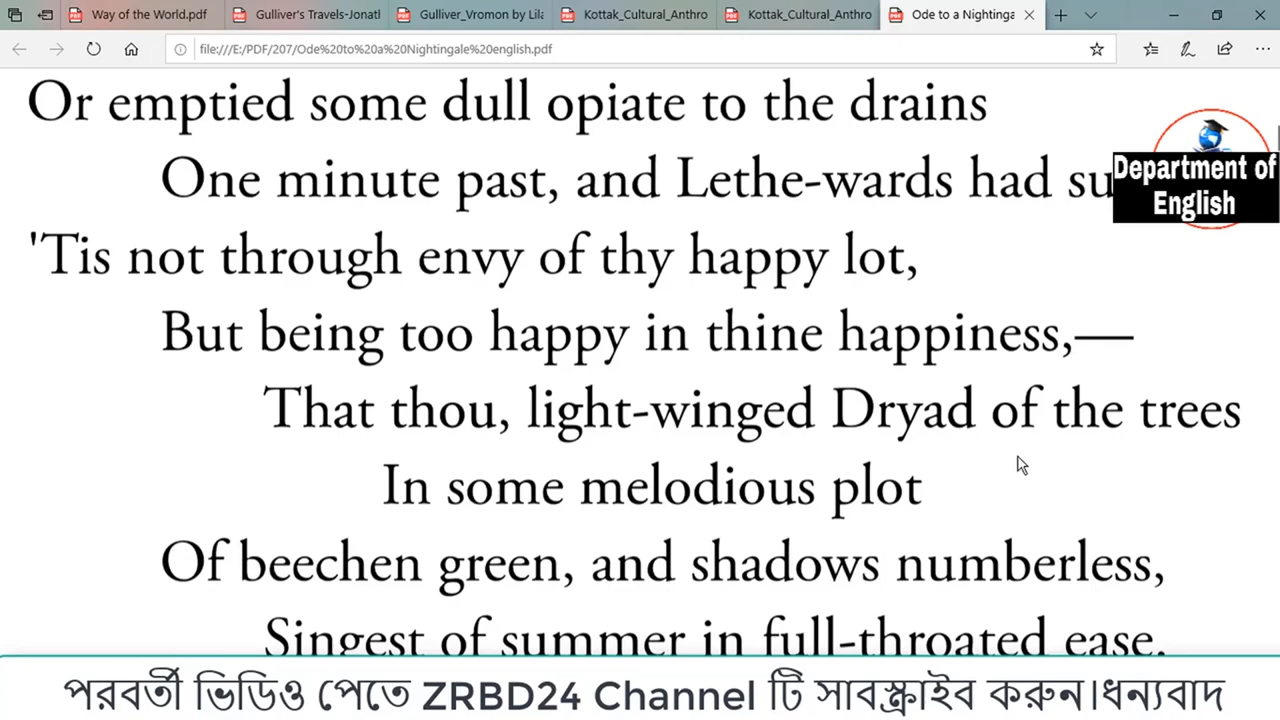 Way of the World.pdf
Gulliver's Travels-Jonatl
Gulliver_Vromon by Lila
Kottak_Cultural_Anthro
Kottak_Cultural_Anthro
Ode to a Nightinga
file:///E:/PDF/207/Ode%20to%20a%20Nightingale%20english.pdf
Or emptied some dull opiate to the drains
One minute past, and Lethe-wards had su
Department of
English
'Tis not through envy of thy happy lot,
But being too happy in thine happiness,—
That thou, light-winged Dryad of the trees
In some melodious plot
Of beechen green, and shadows numberless,
Singest of summer in full-throated ease.
পরবর্তী ভিডিও পেতে ZRBD24 Channel টি সাবস্ক্রাইব করুন।ধন্যবাদ